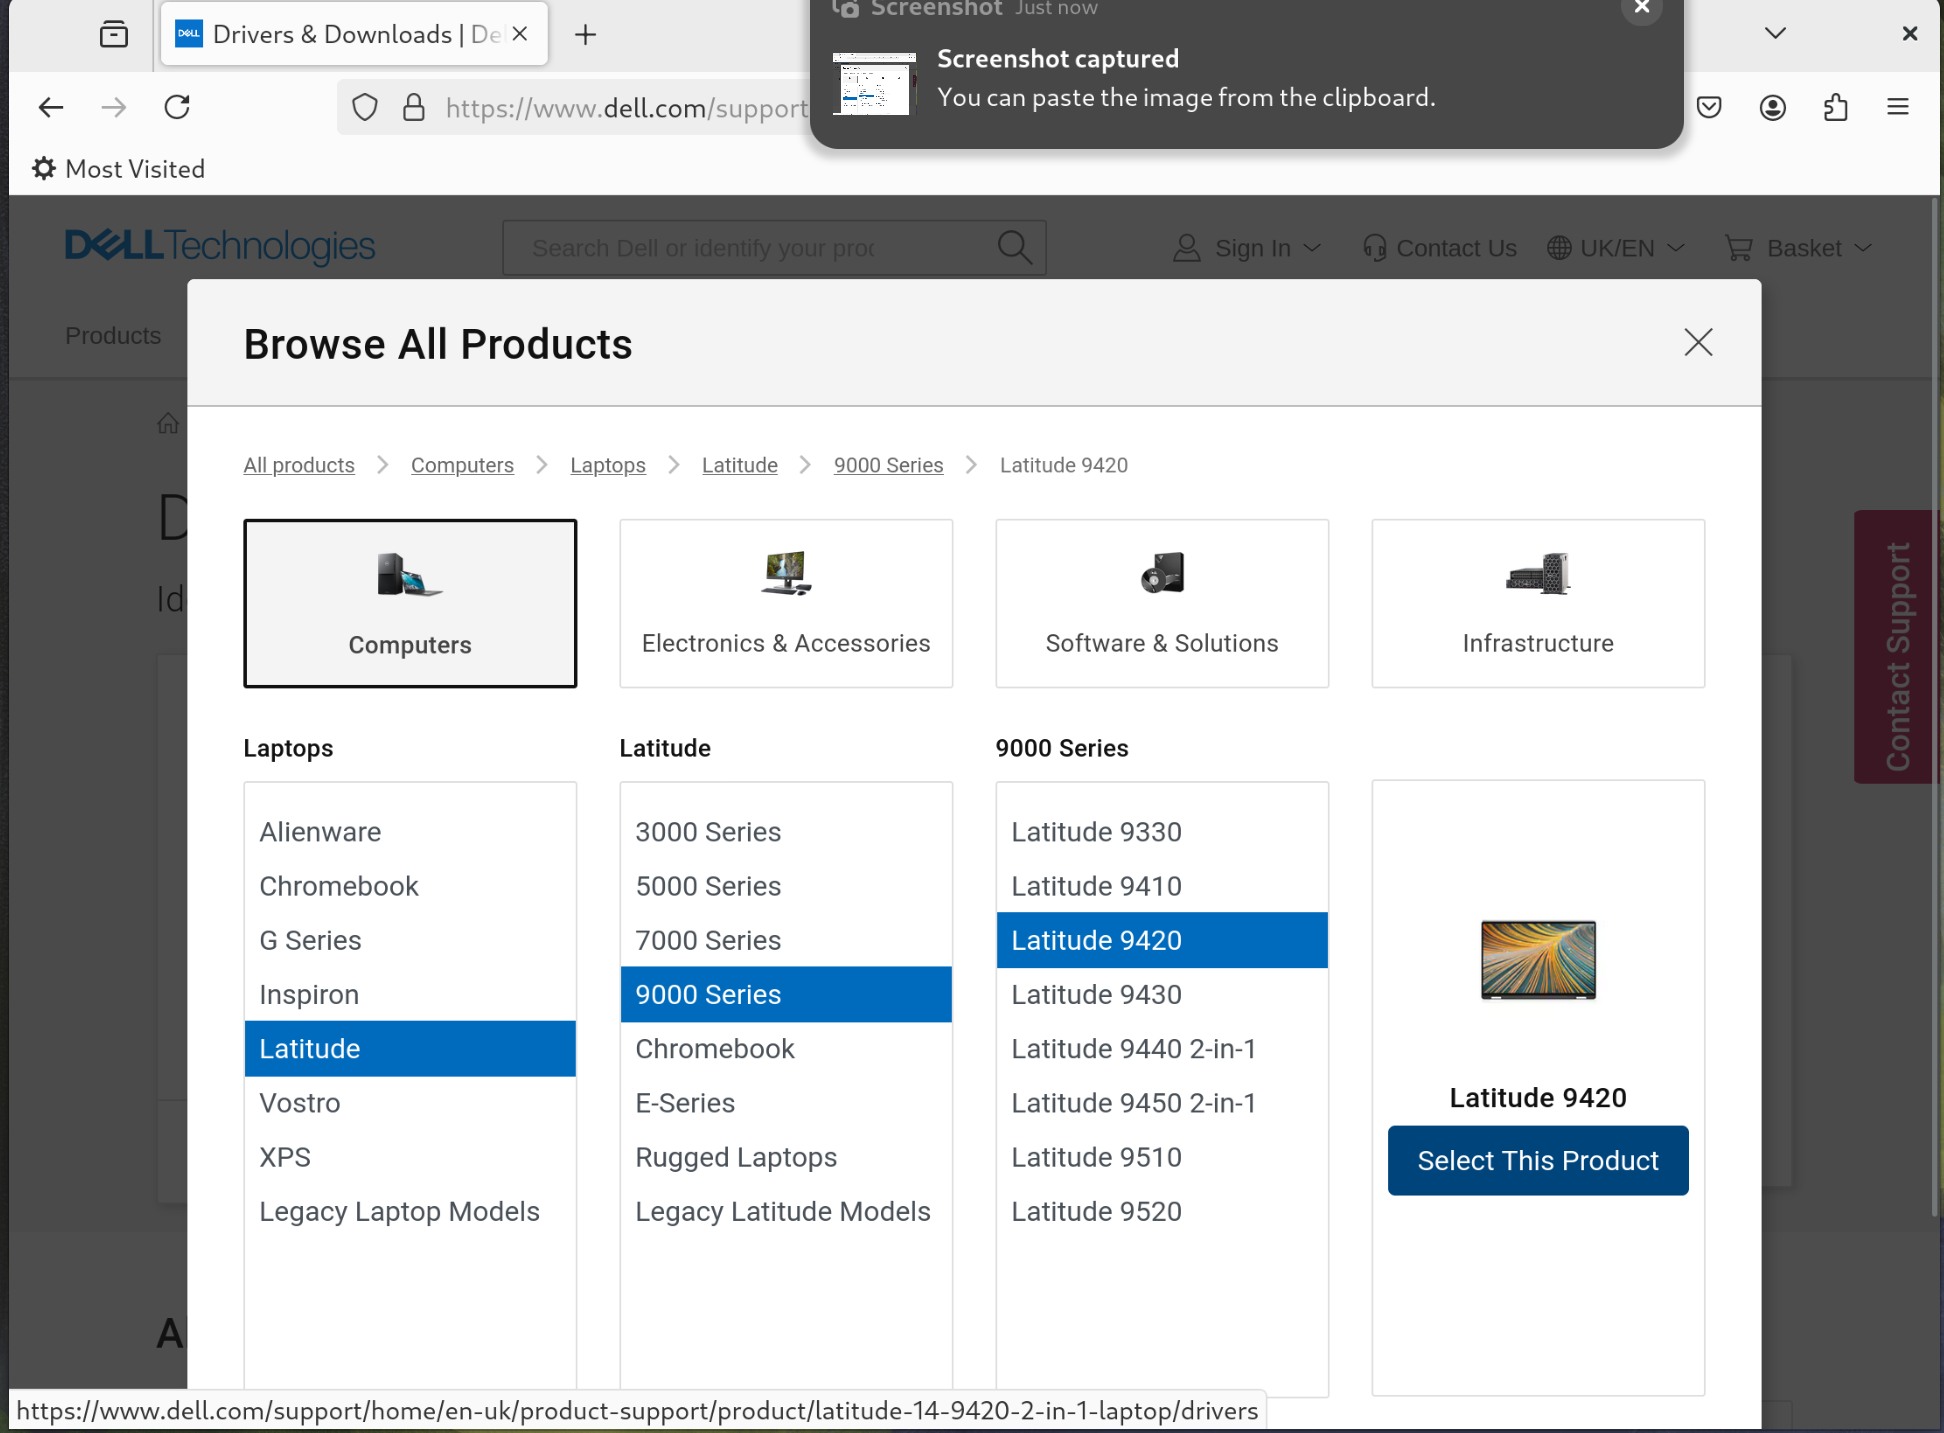 Screenshot Just now
Drivers & Downloads | De
Screenshot captured
You can paste the image from the clipboard.
https://www.dell.com/support
Most Visited
DELL Technologies
Search Dell or identify your proc
Sign In
Contact Us
UK/EN
Basket
Products
Browse All Products
All products
Computers
Laptops
Latitude
9000 Series
Latitude 9420
D
Id
Computers
Electronics & Accessories
Software & Solutions
Infrastructure
Contact Support
Laptops
Alienware
Chromebook
G Series
Inspiron
Latitude
Vostro
XPS
Legacy Laptop Models
Latitude
3000 Series
5000 Series
7000 Series
9000 Series
Chromebook
E-Series
Rugged Laptops
Legacy Latitude Models
9000 Series
Latitude 9330
Latitude 9410
Latitude 9420
Latitude 9430
Latitude 9440 2-in-1
Latitude 9450 2-in-1
Latitude 9510
Latitude 9520
Latitude 9420
Select This Product
A
https://www.dell.com/support/home/en-uk/product-support/product/latitude-14-9420-2-in-1-laptop/drivers